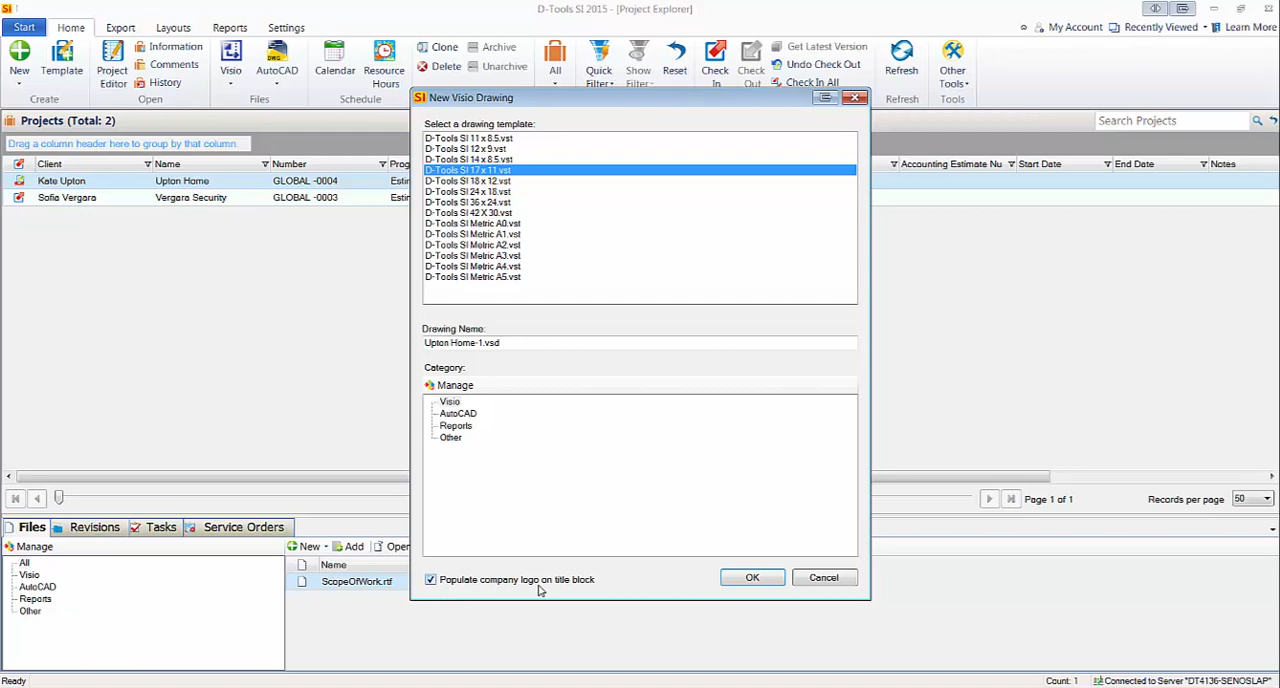 SI
D-Tools SI 2015 - [Project Explorer]
Start Home Export Layouts Reports Settings
My Account Recently Viewed Learn More
New Template Project Editor Information Comments History Visio AutoCAD Calendar Resource Hours Clone Delete Archive Unarchive All Quick Filter Show Filter Reset Check In Check Out Get Latest Version Undo Check Out Check In All Refresh Other Tools
Create Open Files Schedule Refresh Tools
Projects (Total: 2) Search Projects
Drag a column header here to group by that column.
Client Name Number Prog Accounting Estimate Nu Start Date End Date Notes
Kate Upton Upton Home GLOBAL -0004 Estin
Sofia Vergara Vergara Security GLOBAL -0003 Estin
SI New Visio Drawing
Select a drawing template:
D-Tools SI 11 x 8.5.vst
D-Tools SI 12 x 9.vst
D-Tools SI 14 x 8.5.vst
D-Tools SI 17 x 11.vst
D-Tools SI 18 x 12.vst
D-Tools SI 24 x 18.vst
D-Tools SI 36 x 24.vst
D-Tools SI 42 X 30.vst
D-Tools SI Metric A0.vst
D-Tools SI Metric A1.vst
D-Tools SI Metric A2.vst
D-Tools SI Metric A3.vst
D-Tools SI Metric A4.vst
D-Tools SI Metric A5.vst
Drawing Name:
Upton Home-1.vsd
Category:
Manage
Visio
AutoCAD
Reports
Other
Populate company logo on title block OK Cancel
Page 1 of 1 Records per page 50
Files Revisions Tasks Service Orders
Manage New Add Open
All
Visio
AutoCAD
Reports
Other
Name
ScopeOfWork.rtf
Ready Count: 1 Connected to Server "DT4136-SENOSLAP"